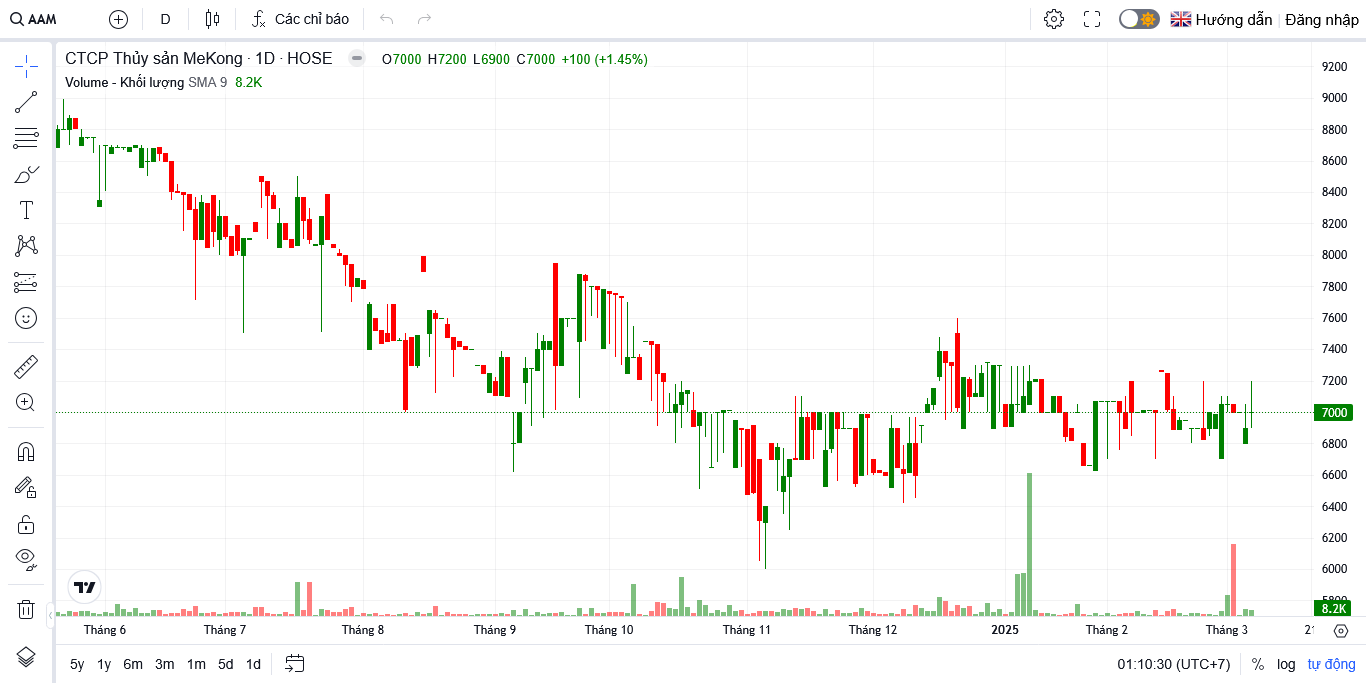 AAM D Các chỉ báo Hướng dẫn Đăng nhập
CTCP Thủy sản MeKong · 1D · HOSE O7000 H7200 L6900 C7000 +100 (+1.45%)
Volume - Khối lượng SMA 9 8.2K
9200
9000
8800
8600
8400
8200
8000
7800
7600
7400
7200
7000
6800
6600
6400
6200
6000
8.2K
Tháng 6 Tháng 7 Tháng 8 Tháng 9 Tháng 10 Tháng 11 Tháng 12 2025 Tháng 2 Tháng 3
5y 1y 6m 3m 1m 5d 1d 01:10:30 (UTC+7) % log tự động